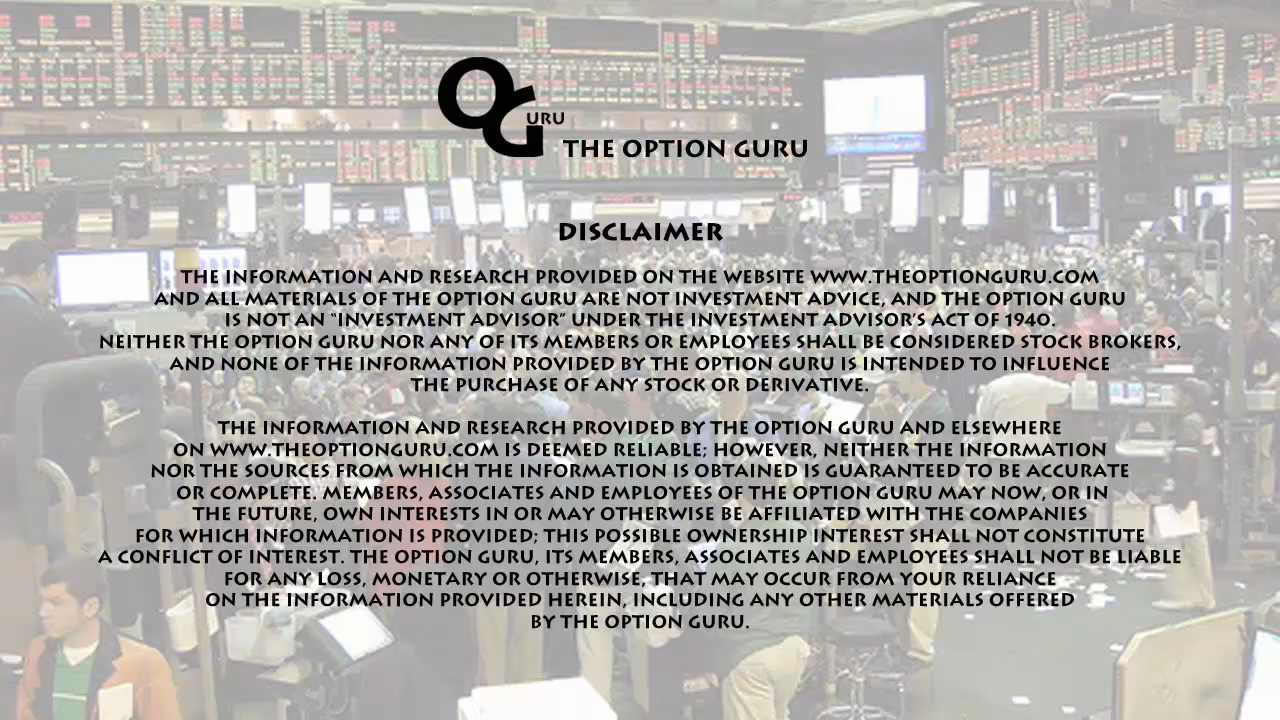 OG URU
THE OPTION GURU
DISCLAIMER
THE INFORMATION AND RESEARCH PROVIDED ON THE WEBSITE WWW.THEOPTIONGURU.COM
AND ALL MATERIALS OF THE OPTION GURU ARE NOT INVESTMENT ADVICE, AND THE OPTION GURU
IS NOT AN “INVESTMENT ADVISOR” UNDER THE INVESTMENT ADVISOR’S ACT OF 1940.
NEITHER THE OPTION GURU NOR ANY OF ITS MEMBERS OR EMPLOYEES SHALL BE CONSIDERED STOCK BROKERS,
AND NONE OF THE INFORMATION PROVIDED BY THE OPTION GURU IS INTENDED TO INFLUENCE
THE PURCHASE OF ANY STOCK OR DERIVATIVE.
THE INFORMATION AND RESEARCH PROVIDED BY THE OPTION GURU AND ELSEWHERE
ON WWW.THEOPTIONGURU.COM IS DEEMED RELIABLE; HOWEVER, NEITHER THE INFORMATION
NOR THE SOURCES FROM WHICH THE INFORMATION IS OBTAINED IS GUARANTEED TO BE ACCURATE
OR COMPLETE. MEMBERS, ASSOCIATES AND EMPLOYEES OF THE OPTION GURU MAY NOW, OR IN
THE FUTURE, OWN INTERESTS IN OR MAY OTHERWISE BE AFFILIATED WITH THE COMPANIES
FOR WHICH INFORMATION IS PROVIDED; THIS POSSIBLE OWNERSHIP INTEREST SHALL NOT CONSTITUTE
A CONFLICT OF INTEREST. THE OPTION GURU, ITS MEMBERS, ASSOCIATES AND EMPLOYEES SHALL NOT BE LIABLE
FOR ANY LOSS, MONETARY OR OTHERWISE, THAT MAY OCCUR FROM YOUR RELIANCE
ON THE INFORMATION PROVIDED HEREIN, INCLUDING ANY OTHER MATERIALS OFFERED
BY THE OPTION GURU.